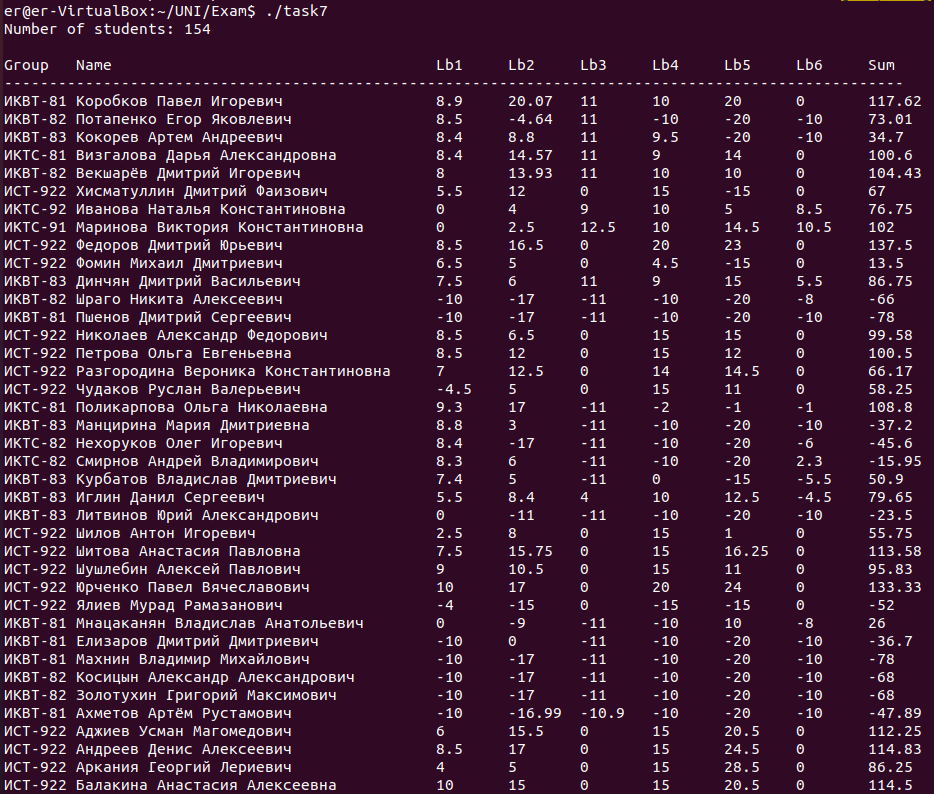 er@er-VirtualBox:~/UNI/Exam$ ./task7
Number of students: 154
Group Name Lb1 Lb2 Lb3 Lb4 Lb5 Lb6 Sum
----------------------------------------------------------------------------------------------------
ИКВТ-81 Коробков Павел Игоревич 8.9 20.07 11 10 20 0 117.62
ИКВТ-82 Потапенко Егор Яковлевич 8.5 -4.64 11 -10 -20 -10 73.01
ИКВТ-83 Кокорев Артем Андреевич 8.4 8.8 11 9.5 -20 -10 34.7
ИКТС-81 Визгалова Дарья Александровна 8.4 14.57 11 9 14 0 100.6
ИКВТ-82 Векшарёв Дмитрий Игоревич 8 13.93 11 10 10 0 104.43
ИСТ-922 Хисматуллин Дмитрий Фаизович 5.5 12 0 15 -15 0 67
ИКТС-92 Иванова Наталья Константиновна 0 4 9 10 5 8.5 76.75
ИКТС-91 Маринова Виктория Константиновна 0 2.5 12.5 10 14.5 10.5 102
ИСТ-922 Федоров Дмитрий Юрьевич 8.5 16.5 0 20 23 0 137.5
ИСТ-922 Фомин Михаил Дмитриевич 6.5 5 0 4.5 -15 0 13.5
ИКВТ-83 Динчян Дмитрий Васильевич 7.5 6 11 9 15 5.5 86.75
ИКВТ-82 Шраго Никита Алексеевич -10 -17 -11 -10 -20 -8 -66
ИКВТ-81 Пшенов Дмитрий Сергеевич -10 -17 -11 -10 -20 -10 -78
ИСТ-922 Николаев Александр Федорович 8.5 6.5 0 15 15 0 99.58
ИСТ-922 Петрова Ольга Евгеньевна 8.5 12 0 15 12 0 100.5
ИСТ-922 Разгородина Вероника Константиновна 7 12.5 0 14 14.5 0 66.17
ИСТ-922 Чудаков Руслан Валерьевич -4.5 5 0 15 11 0 58.25
ИКТС-81 Поликарпова Ольга Николаевна 9.3 17 -11 -2 -1 -1 108.8
ИКВТ-83 Манцирина Мария Дмитриевна 8.8 3 -11 -10 -20 -10 -37.2
ИКТС-82 Нехоруков Олег Игоревич 8.4 -17 -11 -10 -20 -6 -45.6
ИКТС-82 Смирнов Андрей Владимирович 8.3 6 -11 -10 -20 2.3 -15.95
ИКВТ-83 Курбатов Владислав Дмитриевич 7.4 5 -11 0 -15 -5.5 50.9
ИКВТ-83 Иглин Данил Сергеевич 5.5 8.4 4 10 12.5 -4.5 79.65
ИКВТ-83 Литвинов Юрий Александрович 0 -11 -11 -10 -20 -10 -23.5
ИСТ-922 Шилов Антон Игоревич 2.5 8 0 15 1 0 55.75
ИСТ-922 Шитова Анастасия Павловна 7.5 15.75 0 15 16.25 0 113.58
ИСТ-922 Шушлебин Алексей Павлович 9 10.5 0 15 11 0 95.83
ИСТ-922 Юрченко Павел Вячеславович 10 17 0 20 24 0 133.33
ИСТ-922 Ялиев Мурад Рамазанович -4 -15 0 -15 -15 0 -52
ИКВТ-81 Мнацаканян Владислав Анатольевич 0 -9 -11 -10 10 -8 26
ИКВТ-81 Елизаров Дмитрий Дмитриевич -10 0 -11 -10 -20 -10 -36.7
ИКВТ-81 Махнин Владимир Михайлович -10 -17 -11 -10 -20 -10 -78
ИКВТ-82 Косицын Александр Александрович -10 -17 -11 -10 -20 -10 -68
ИКВТ-82 Золотухин Григорий Максимович -10 -17 -11 -10 -20 -10 -68
ИКВТ-81 Ахметов Артём Рустамович -10 -16.99 -10.9 -10 -20 -10 -47.89
ИСТ-922 Аджиев Усман Магомедович 6 15.5 0 15 20.5 0 112.25
ИСТ-922 Андреев Денис Алексеевич 8.5 17 0 15 24.5 0 114.83
ИСТ-922 Аркания Георгий Лериевич 4 5 0 15 28.5 0 86.25
ИСТ-922 Балакина Анастасия Алексеевна 10 15 0 15 20.5 0 114.5